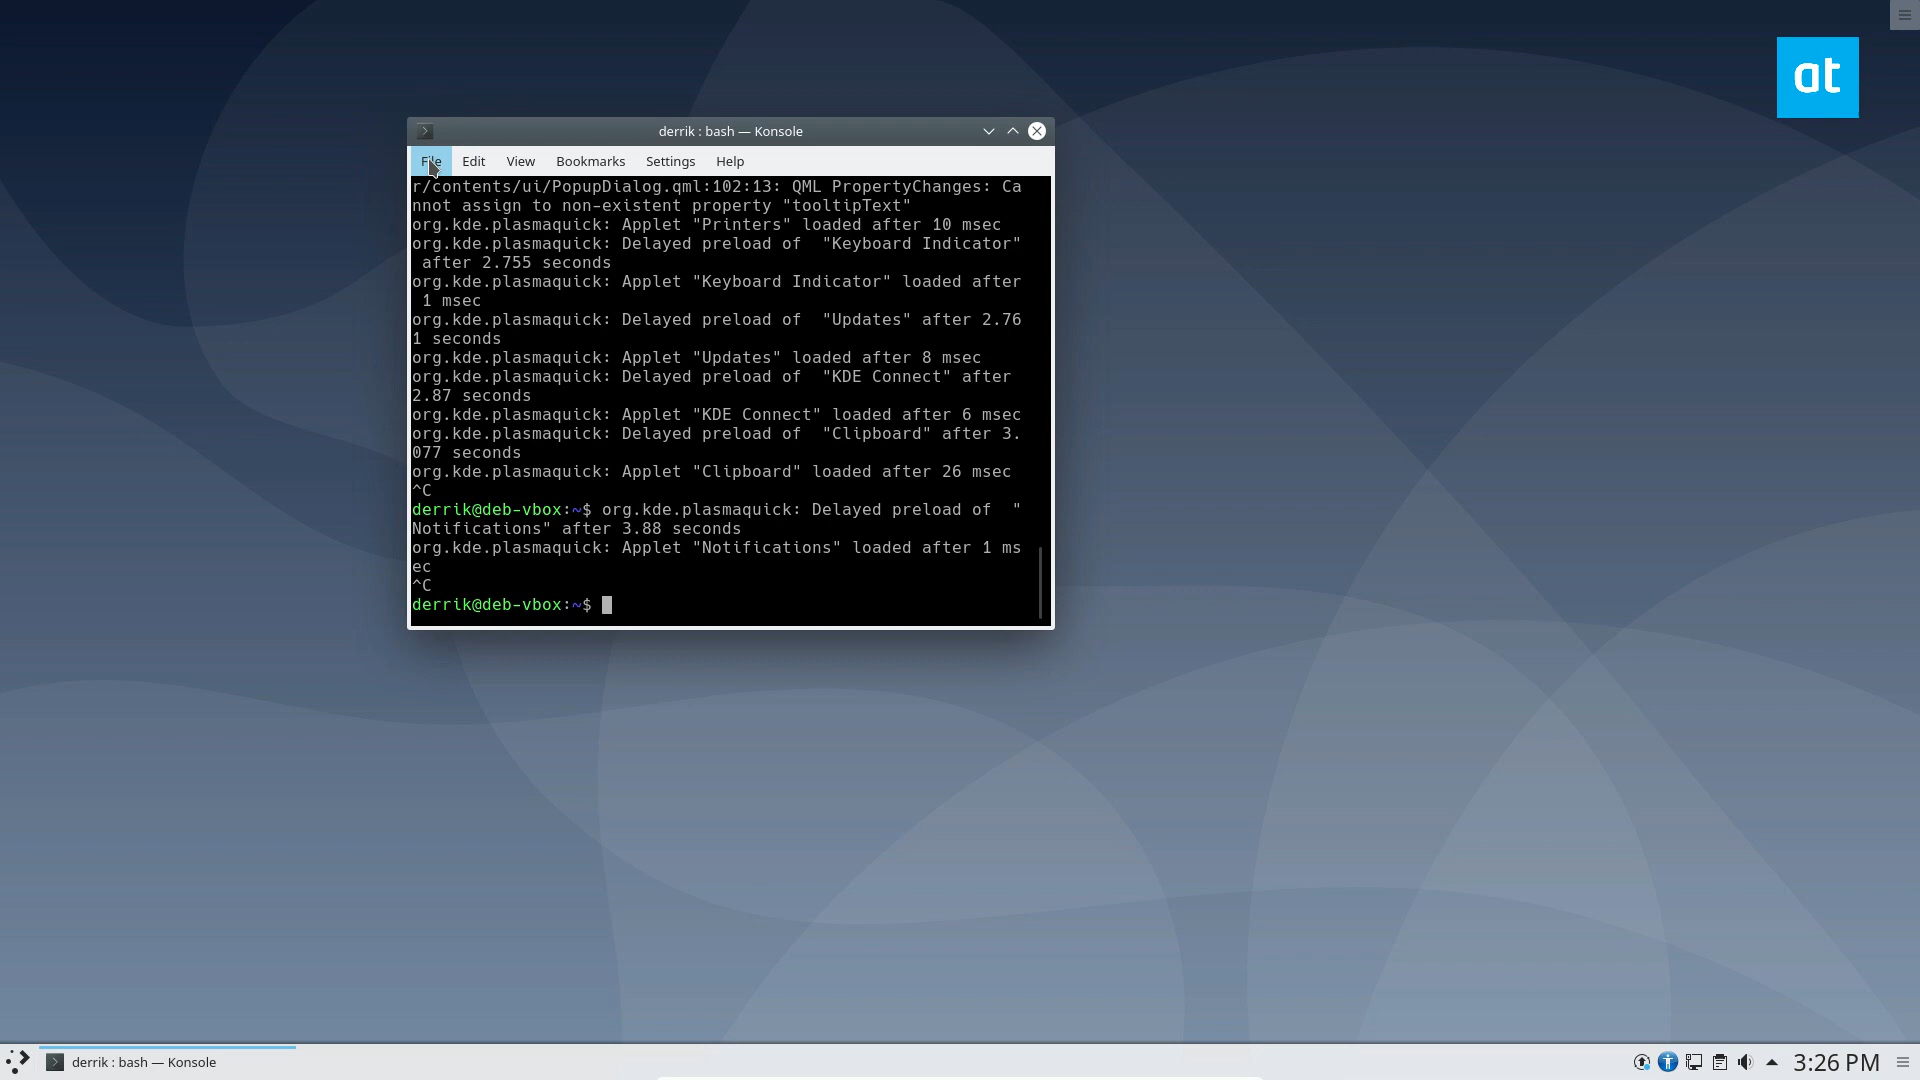 at
derrik : bash — Konsole
File Edit View Bookmarks Settings Help
r/contents/ui/PopupDialog.qml:102:13: QML PropertyChanges: Ca
nnot assign to non-existent property "tooltipText"
org.kde.plasmaquick: Applet "Printers" loaded after 10 msec
org.kde.plasmaquick: Delayed preload of  "Keyboard Indicator"
 after 2.755 seconds
org.kde.plasmaquick: Applet "Keyboard Indicator" loaded after
 1 msec
org.kde.plasmaquick: Delayed preload of  "Updates" after 2.76
1 seconds
org.kde.plasmaquick: Applet "Updates" loaded after 8 msec
org.kde.plasmaquick: Delayed preload of  "KDE Connect" after
2.87 seconds
org.kde.plasmaquick: Applet "KDE Connect" loaded after 6 msec
org.kde.plasmaquick: Delayed preload of  "Clipboard" after 3.
077 seconds
org.kde.plasmaquick: Applet "Clipboard" loaded after 26 msec
^C
derrik@deb-vbox:~$ org.kde.plasmaquick: Delayed preload of  "
Notifications" after 3.88 seconds
org.kde.plasmaquick: Applet "Notifications" loaded after 1 ms
ec
^C
derrik@deb-vbox:~$
derrik : bash — Konsole
3:26 PM